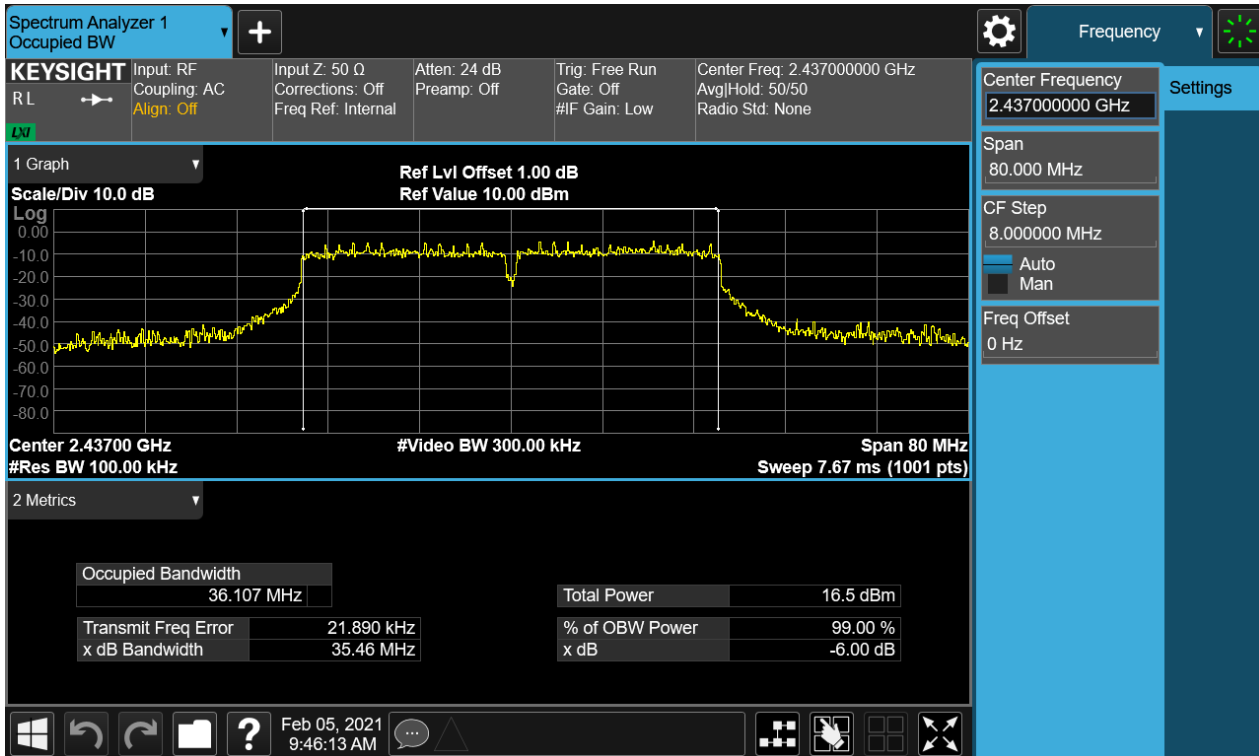 Spectrum Analyzer 1
Occupied BW
Frequency
KEYSIGHT
R L
LXI
Input: RF
Coupling: AC
Align: Off
Input Z: 50 Ω
Corrections: Off
Freq Ref: Internal
Atten: 24 dB
Preamp: Off
Trig: Free Run
Gate: Off
#IF Gain: Low
Center Freq: 2.437000000 GHz
Avg|Hold: 50/50
Radio Std: None
Center Frequency
2.437000000 GHz
Settings
Span
80.000 MHz
CF Step
8.000000 MHz
Auto
Man
Freq Offset
0 Hz
1 Graph
Ref Lvl Offset 1.00 dB
Scale/Div 10.0 dB
Ref Value 10.00 dBm
Log
0.00
-10.0
-20.0
-30.0
-40.0
-50.0
-60.0
-70.0
-80.0
Center 2.43700 GHz
#Video BW 300.00 kHz
Span 80 MHz
#Res BW 100.00 kHz
Sweep 7.67 ms (1001 pts)
2 Metrics
Occupied Bandwidth
36.107 MHz
Total Power 16.5 dBm
Transmit Freq Error 21.890 kHz
% of OBW Power 99.00 %
x dB Bandwidth 35.46 MHz
x dB -6.00 dB
?
Feb 05, 2021
9:46:13 AM